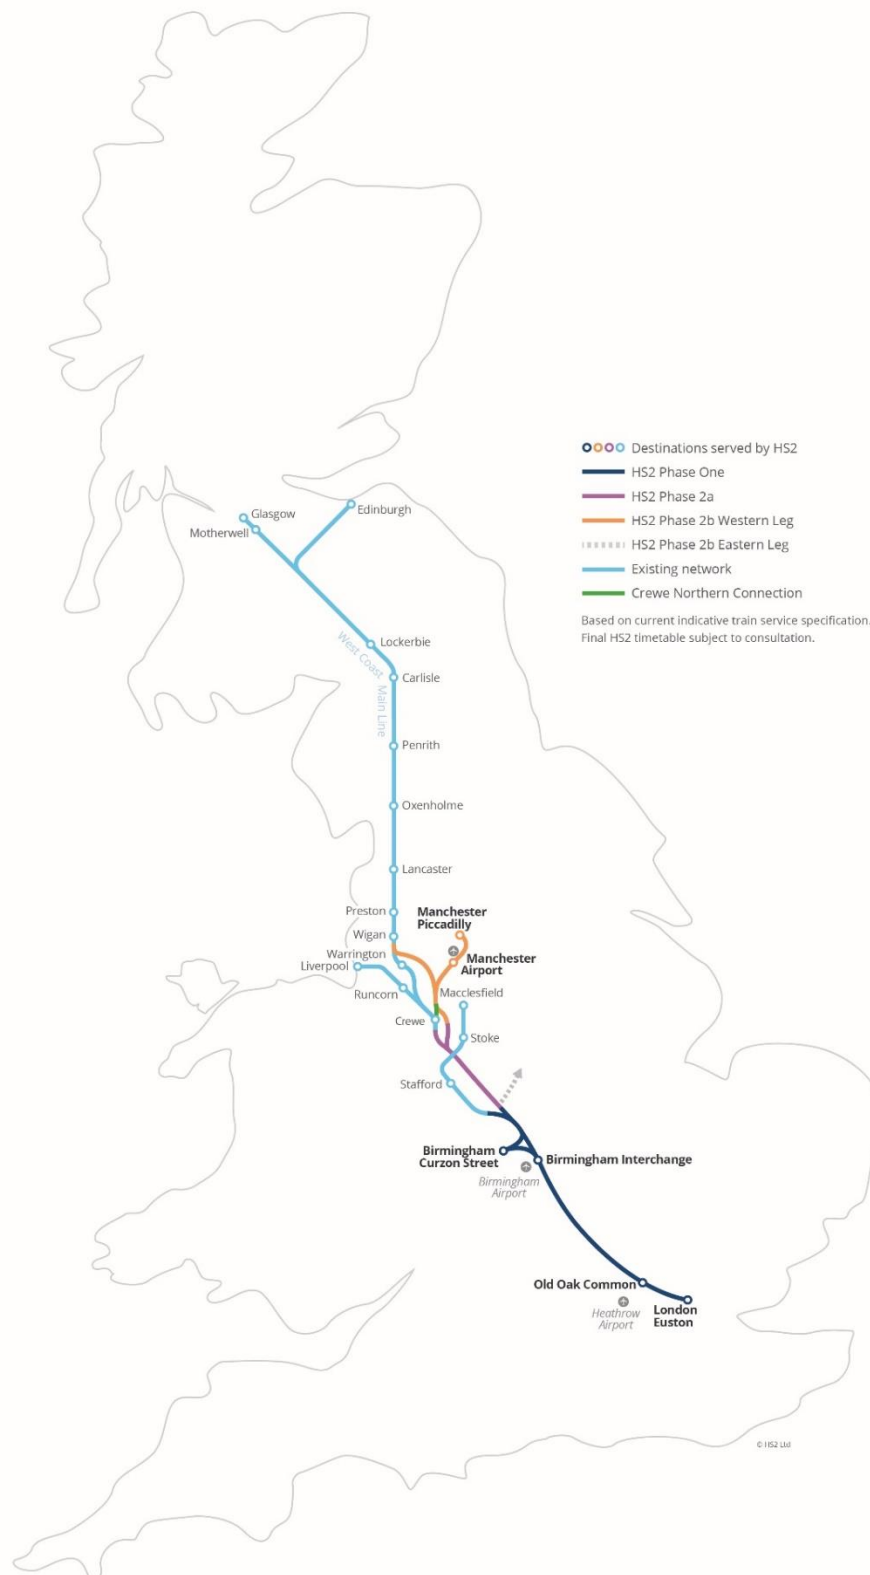 Destinations served by HS2
HS2 Phase One
HS2 Phase 2a
HS2 Phase 2b Western Leg
HS2 Phase 2b Eastern Leg
Existing network
Crewe Northern Connection
Based on current indicative train service specification.
Final HS2 timetable subject to consultation.
Glasgow
Edinburgh
Motherwell
Lockerbie
West Coast Main Line
Carlisle
Penrith
Oxenholme
Lancaster
Preston
Manchester
Piccadilly
Wigan
Warrington
Manchester
Airport
Liverpool
Runcorn
Macclesfield
Crewe
Stoke
Stafford
Birmingham
Curzon Street
Birmingham Interchange
Birmingham
Airport
Old Oak Common
Heathrow
Airport
London
Euston
© HS2 Ltd